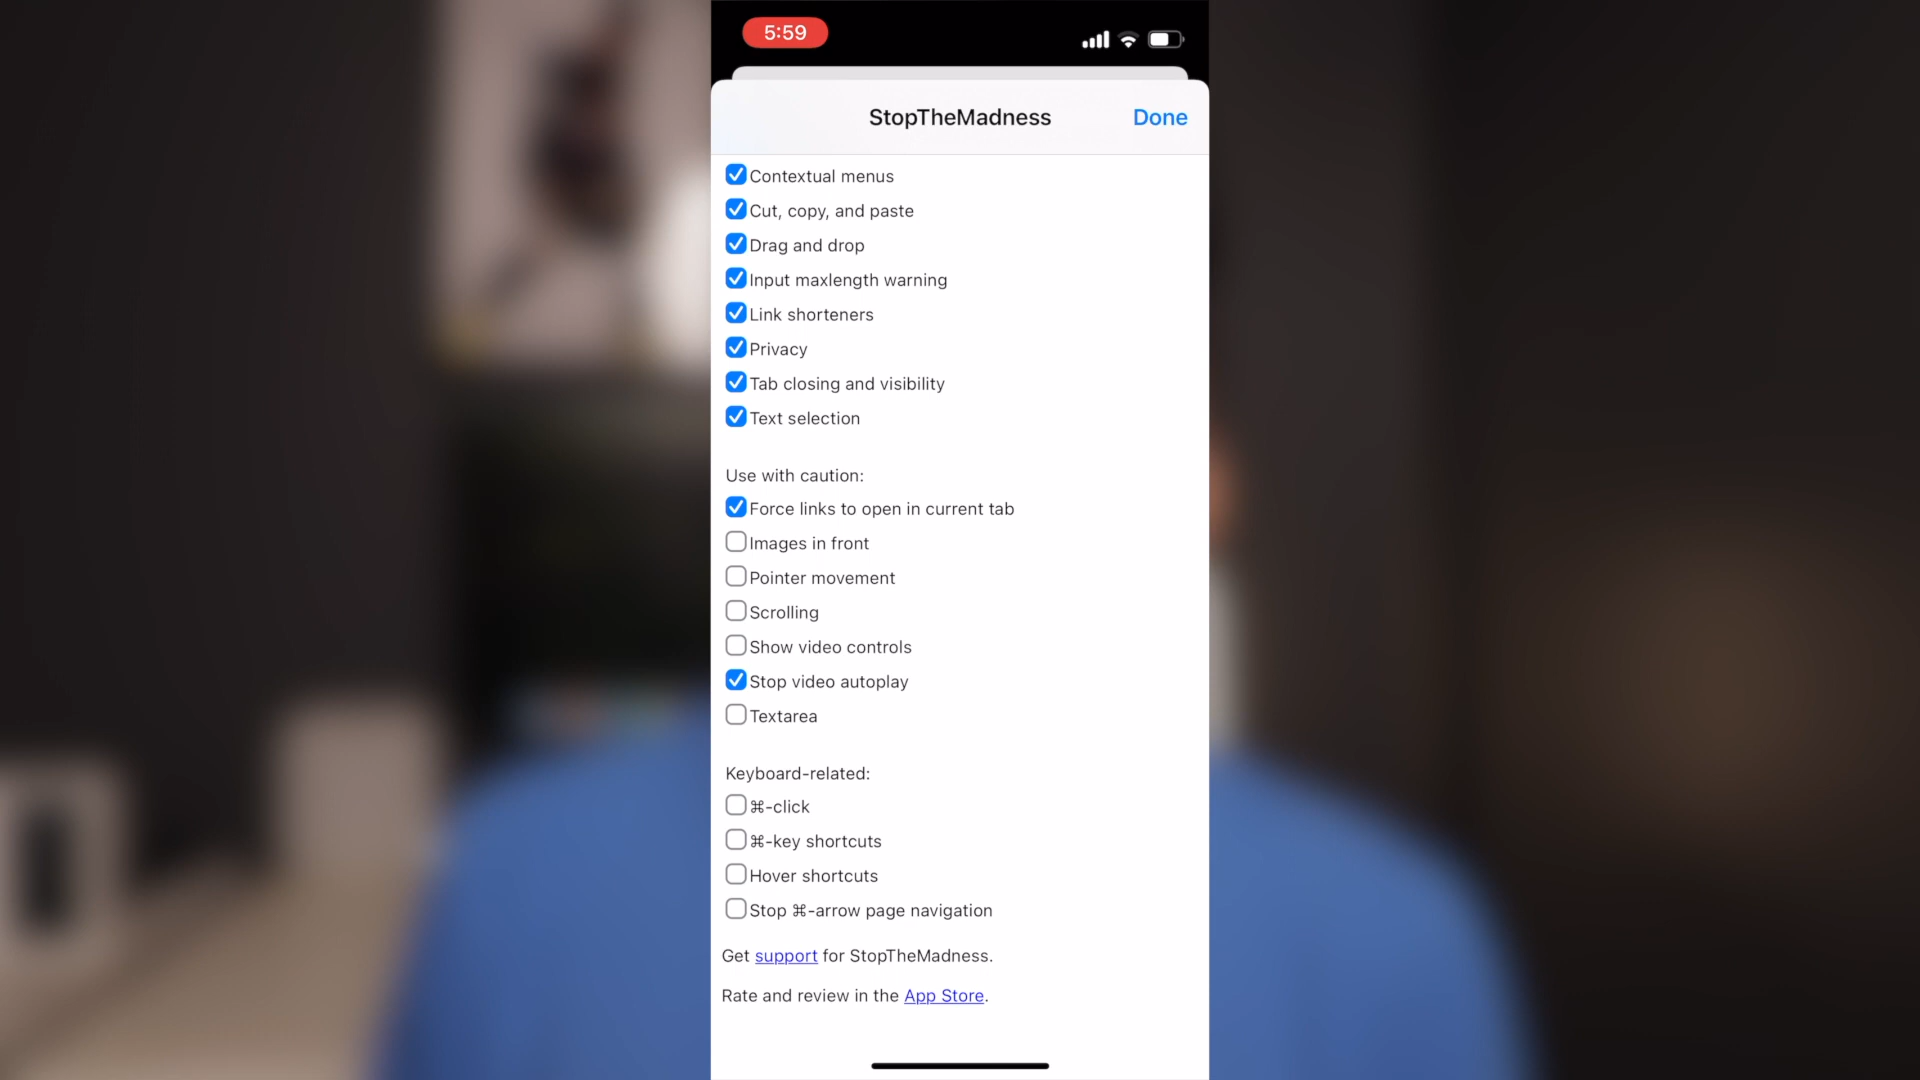 5:59
StopTheMadness
Done
Contextual menus
Cut, copy, and paste
Drag and drop
Input maxlength warning
Link shorteners
Privacy
Tab closing and visibility
Text selection
Use with caution:
Force links to open in current tab
Images in front
Pointer movement
Scrolling
Show video controls
Stop video autoplay
Textarea
Keyboard-related:
⌘-click
⌘-key shortcuts
Hover shortcuts
Stop ⌘-arrow page navigation
Get support for StopTheMadness.
Rate and review in the App Store.